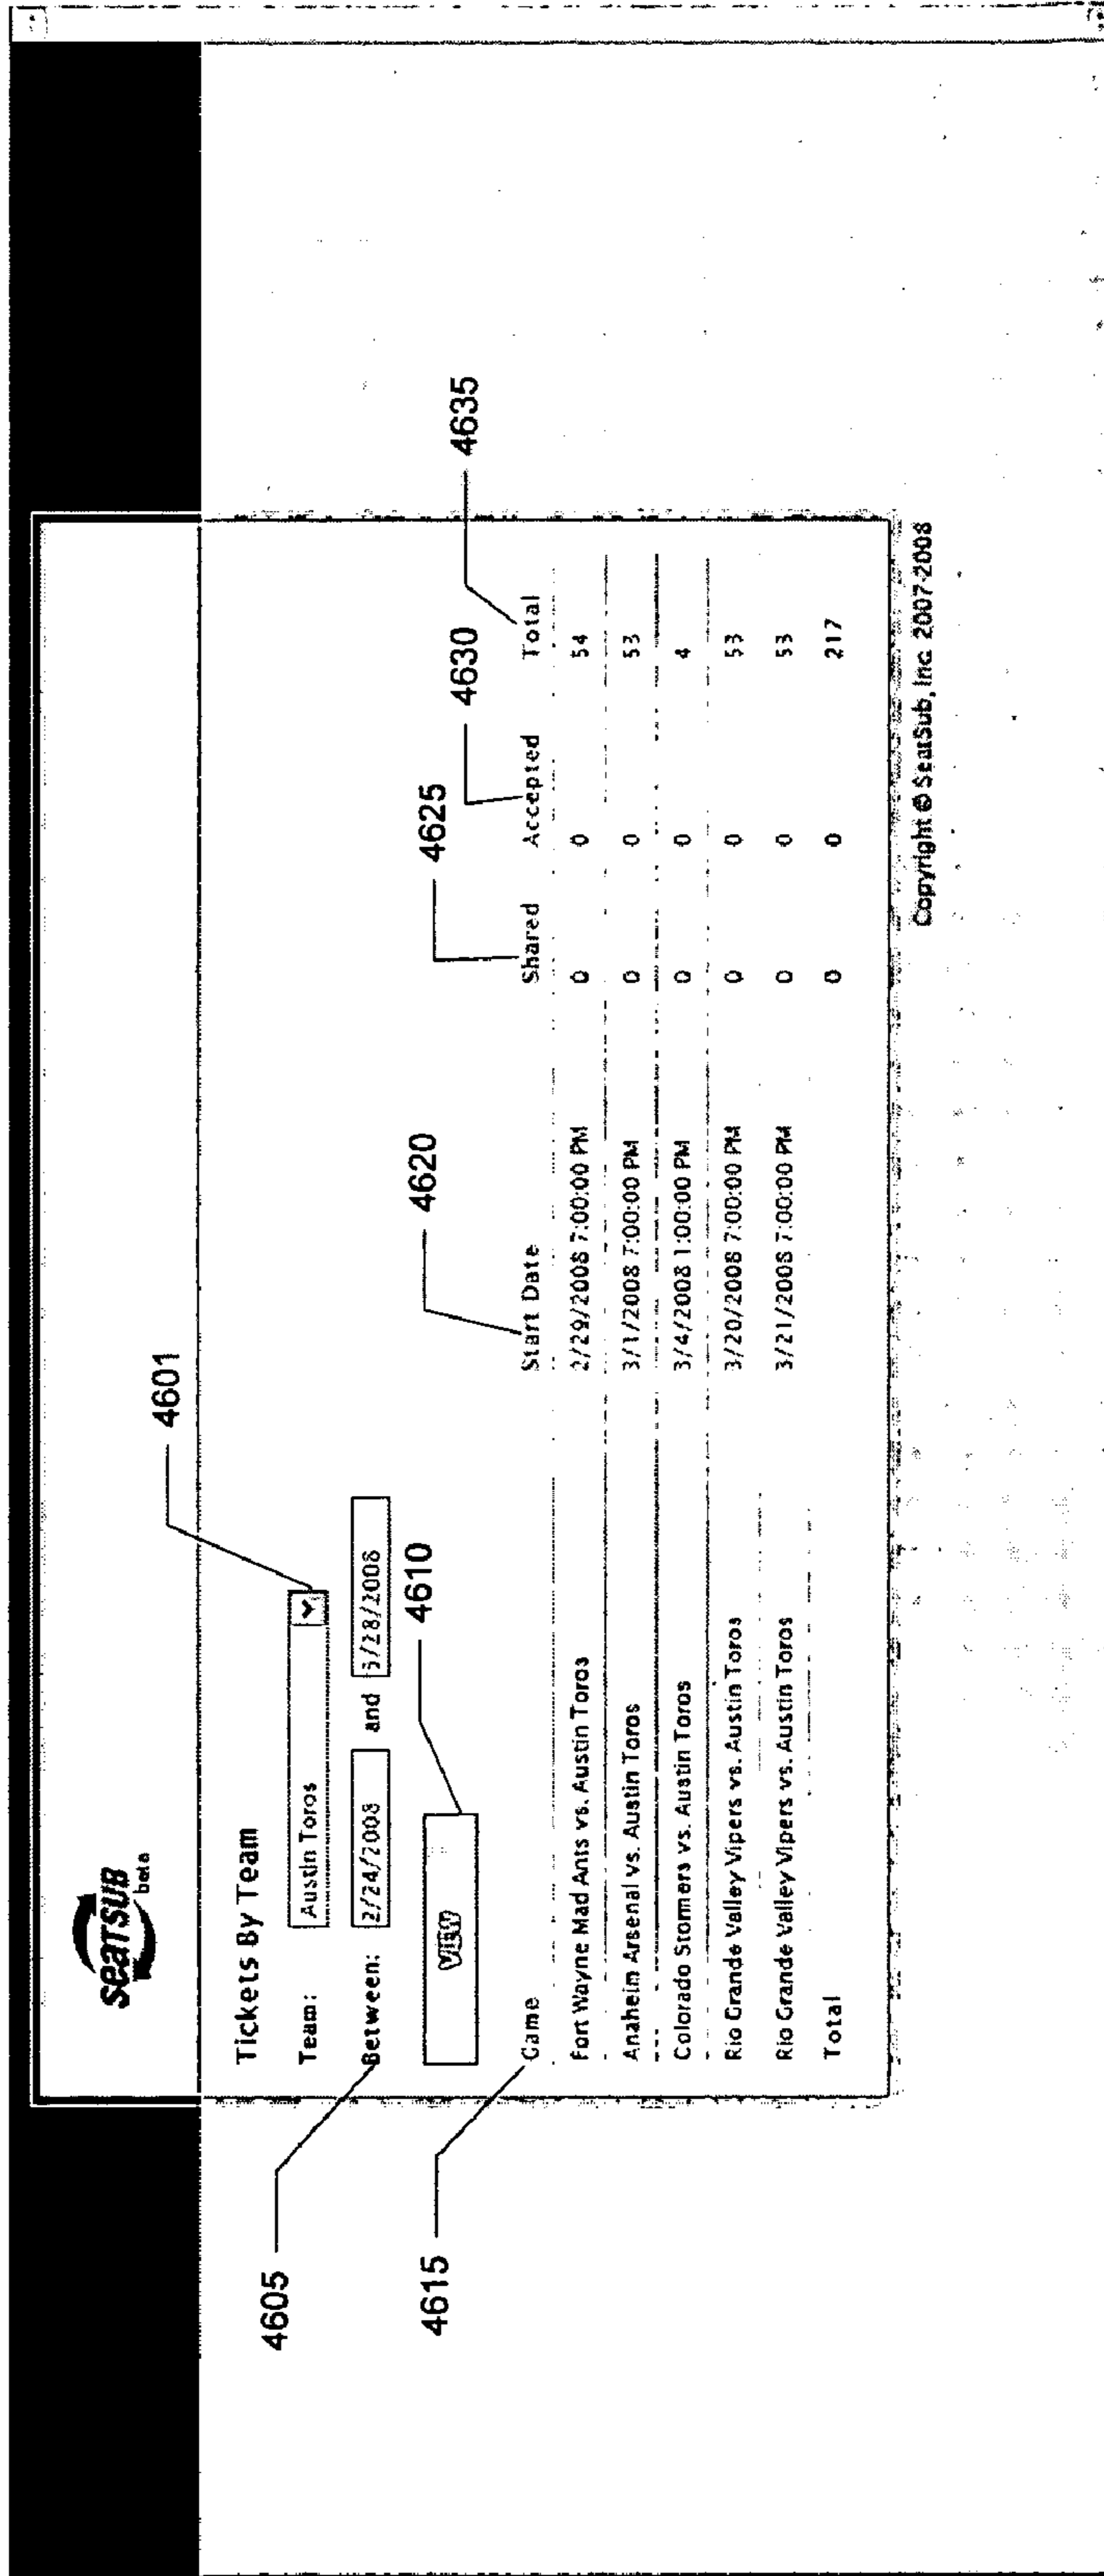 seatsub
beta
Tickets By Team
4601
Team: Austin Toros
4605
Between: 2/24/2008 and 3/28/2008
VIEW
4610
4615
4620
4625
4630
4635
Game Start Date Shared Accepted Total
Fort Wayne Mad Ants vs. Austin Toros 2/29/2008 7:00:00 PM 0 0 54
Anaheim Arsenal vs. Austin Toros 3/1/2008 7:00:00 PM 0 0 53
Colorado Stormers vs. Austin Toros 3/4/2008 1:00:00 PM 0 0 4
Rio Grande Valley Vipers vs. Austin Toros 3/20/2008 7:00:00 PM 0 0 53
Rio Grande Valley Vipers vs. Austin Toros 3/21/2008 7:00:00 PM 0 0 53
Total 0 0 217
Copyright © SeatSub, Inc. 2007-2008